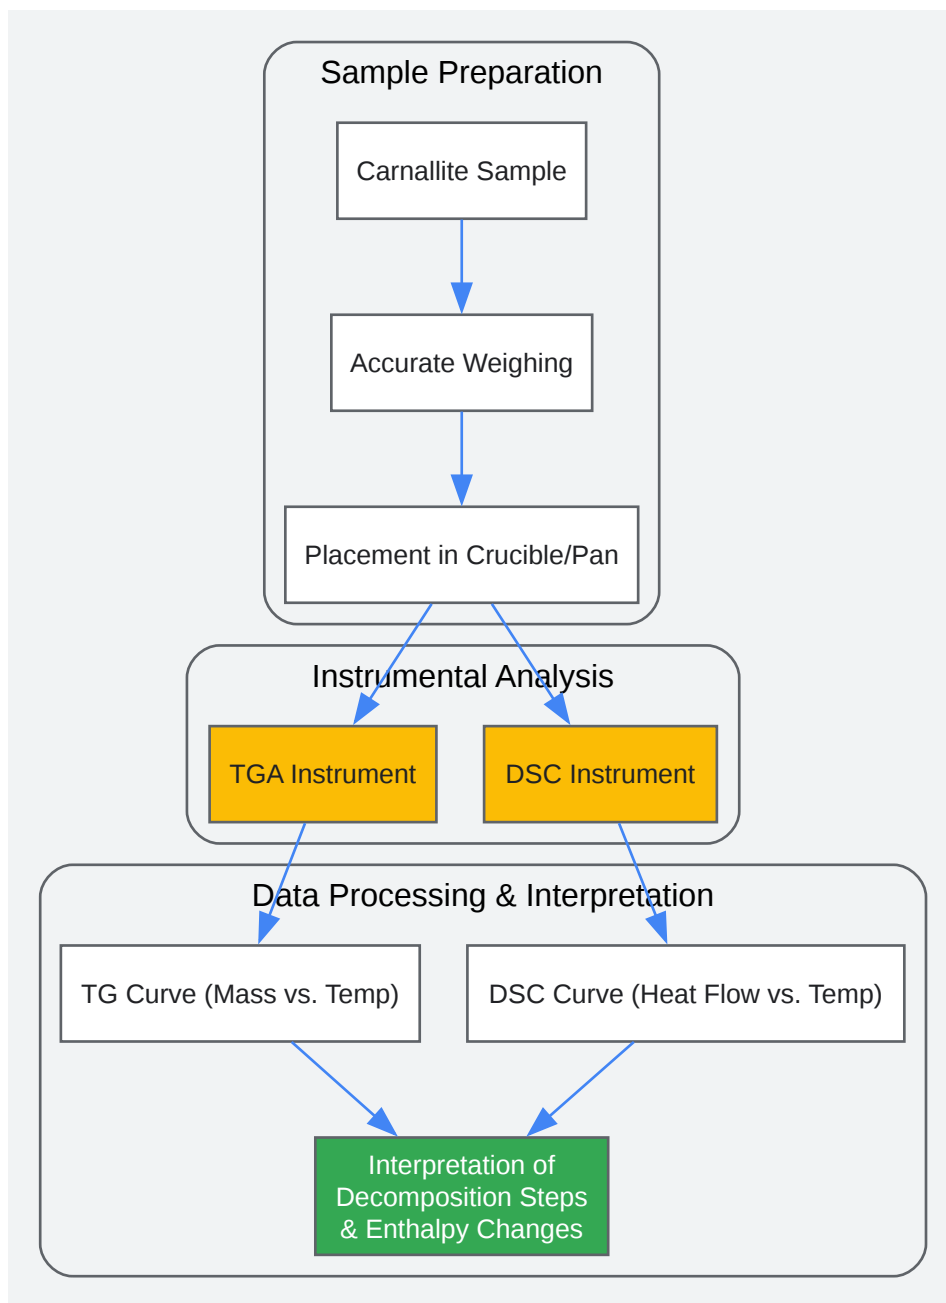 Sample Preparation
Carnallite Sample
Accurate Weighing
Placement in Crucible/Pan
Instrumental Analysis
TGA Instrument
DSC Instrument
Data Processing & Interpretation
TG Curve (Mass vs. Temp)
DSC Curve (Heat Flow vs. Temp)
Interpretation of
Decomposition Steps
& Enthalpy Changes